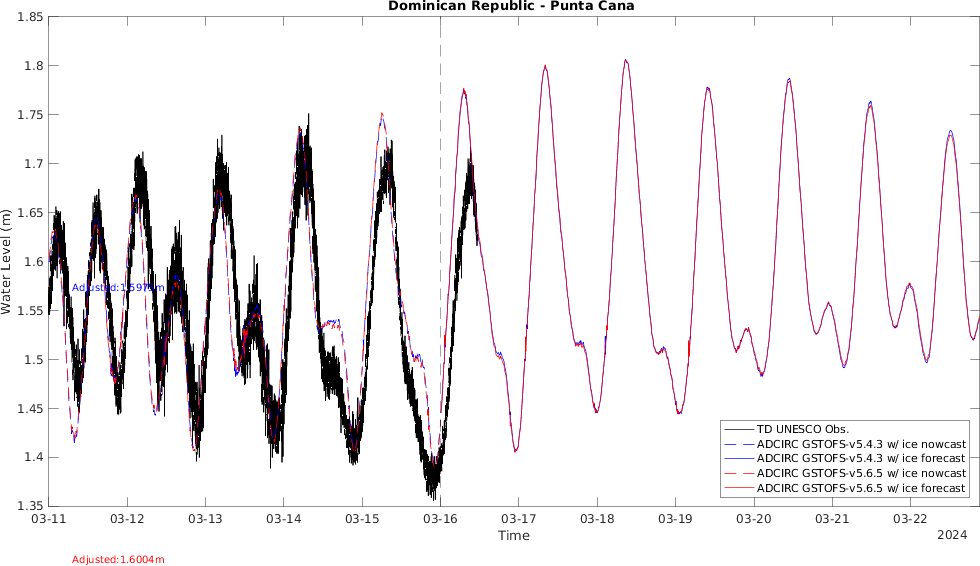 Dominican Republic - Punta Cana
1.85
1.8
1.75
1.7
1.65
1.6
1.55
1.5
1.45
1.4
1.35
Water Level (m)
TD UNESCO Obs.
ADCIRC GSTOFS-v5.4.3 w/ ice nowcast
ADCIRC GSTOFS-v5.4.3 w/ ice forecast
ADCIRC GSTOFS-v5.6.5 w/ ice nowcast
ADCIRC GSTOFS-v5.6.5 w/ ice forecast
03-11 03-12 03-13 03-14 03-15 03-16 03-17 03-18 03-19 03-20 03-21 03-22
Time
2024
Adjusted:1.6004m